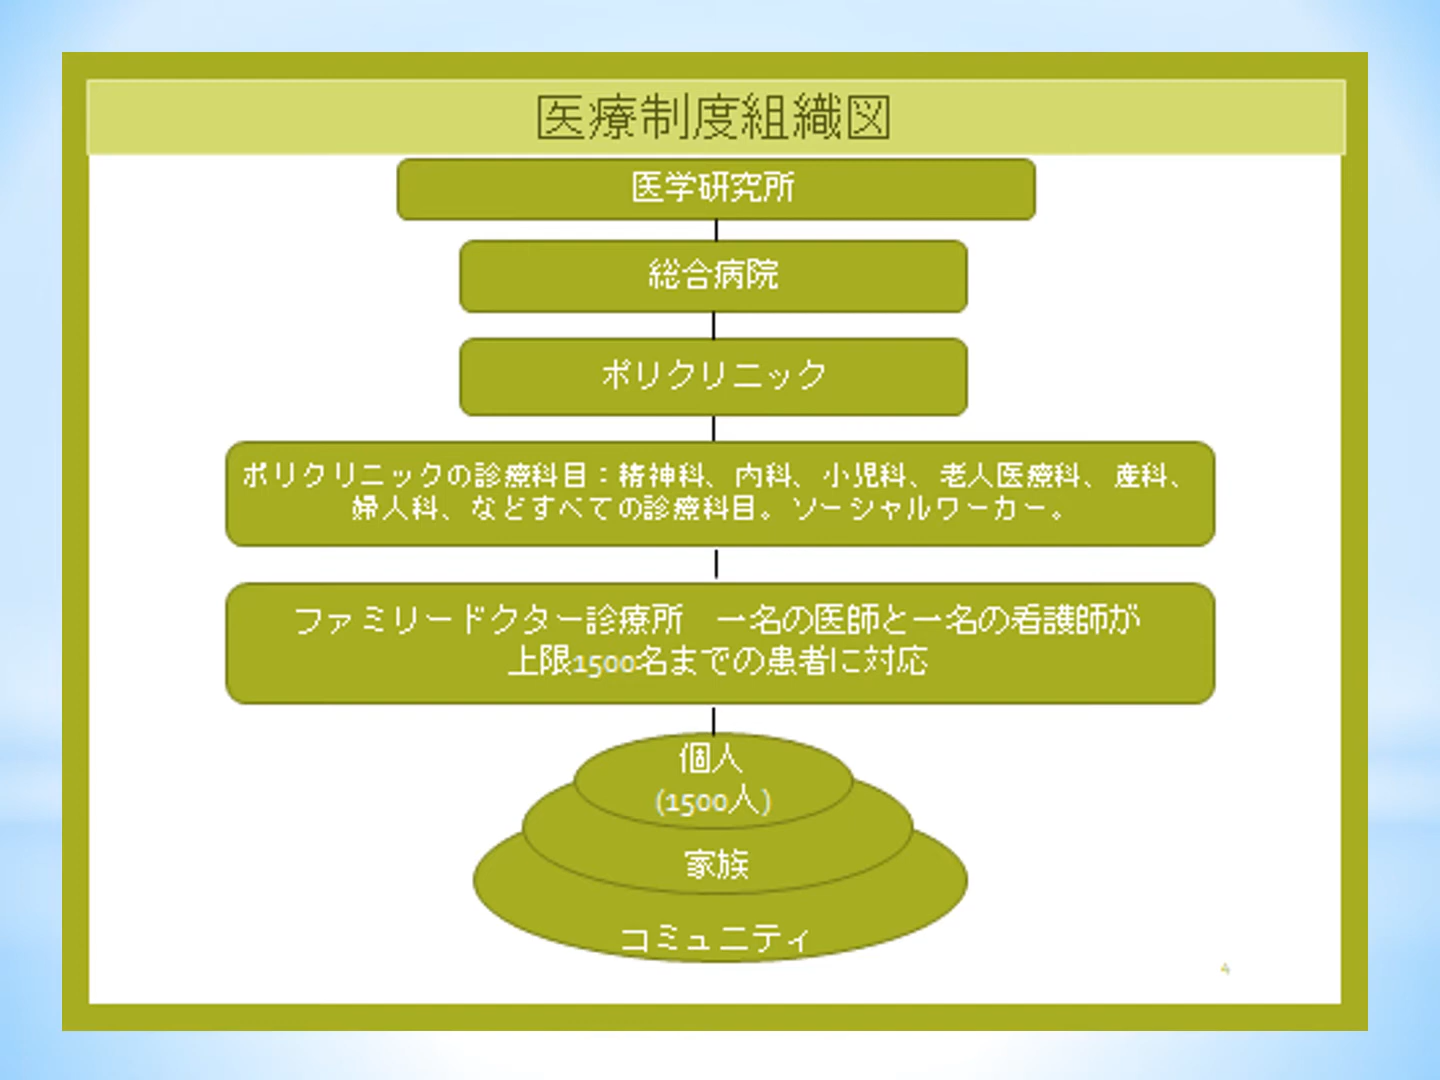 医療制度組織図
医学研究所
総合病院
ポリクリニック
ポリクリニックの診療科目：精神科、内科、小児科、老人医療科、産科、
婦人科、などすべての診療科目。ソーシャルワーカー。
ファミリードクター診療所　一名の医師と一名の看護師が
上限1500名までの患者に対応
個人
(1500人)
家族
コミュニティ
4